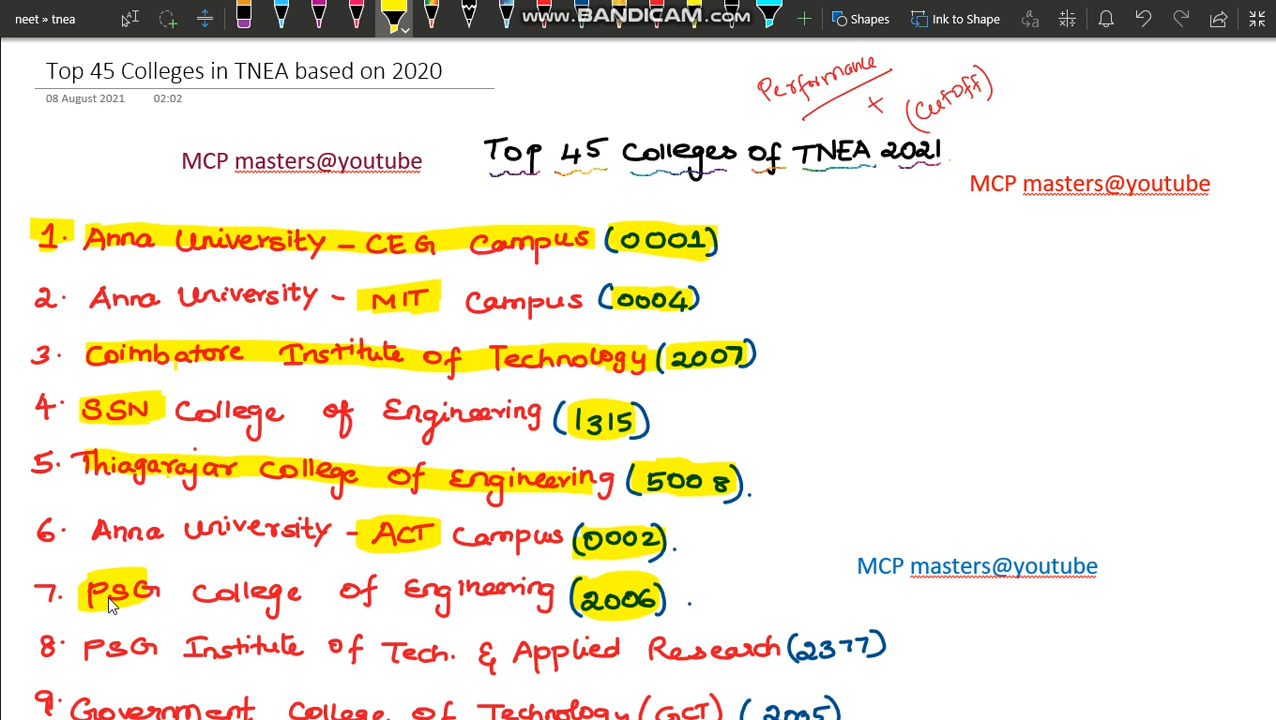 neet » tnea
www.BANDICAM.com
Shapes
Ink to Shape
Top 45 Colleges in TNEA based on 2020
08 August 2021 02:02
Performance
+ (Cutoff)
MCP masters@youtube
Top 45 Colleges of TNEA 2021
MCP masters@youtube
1. Anna University - CEG Campus (0001)
2. Anna University - MIT Campus (0004)
3. Coimbatore Institute of Technology (2007)
4. SSN College of Engineering (1315)
5. Thiagarajar College of Engineering (5008).
6. Anna University - ACT Campus (0002).
7. PSG College of Engineering (2006).
MCP masters@youtube
8. PSG Institute of Tech. & Applied Research (2377)
9. Government College of Technology (GCT) (2005)